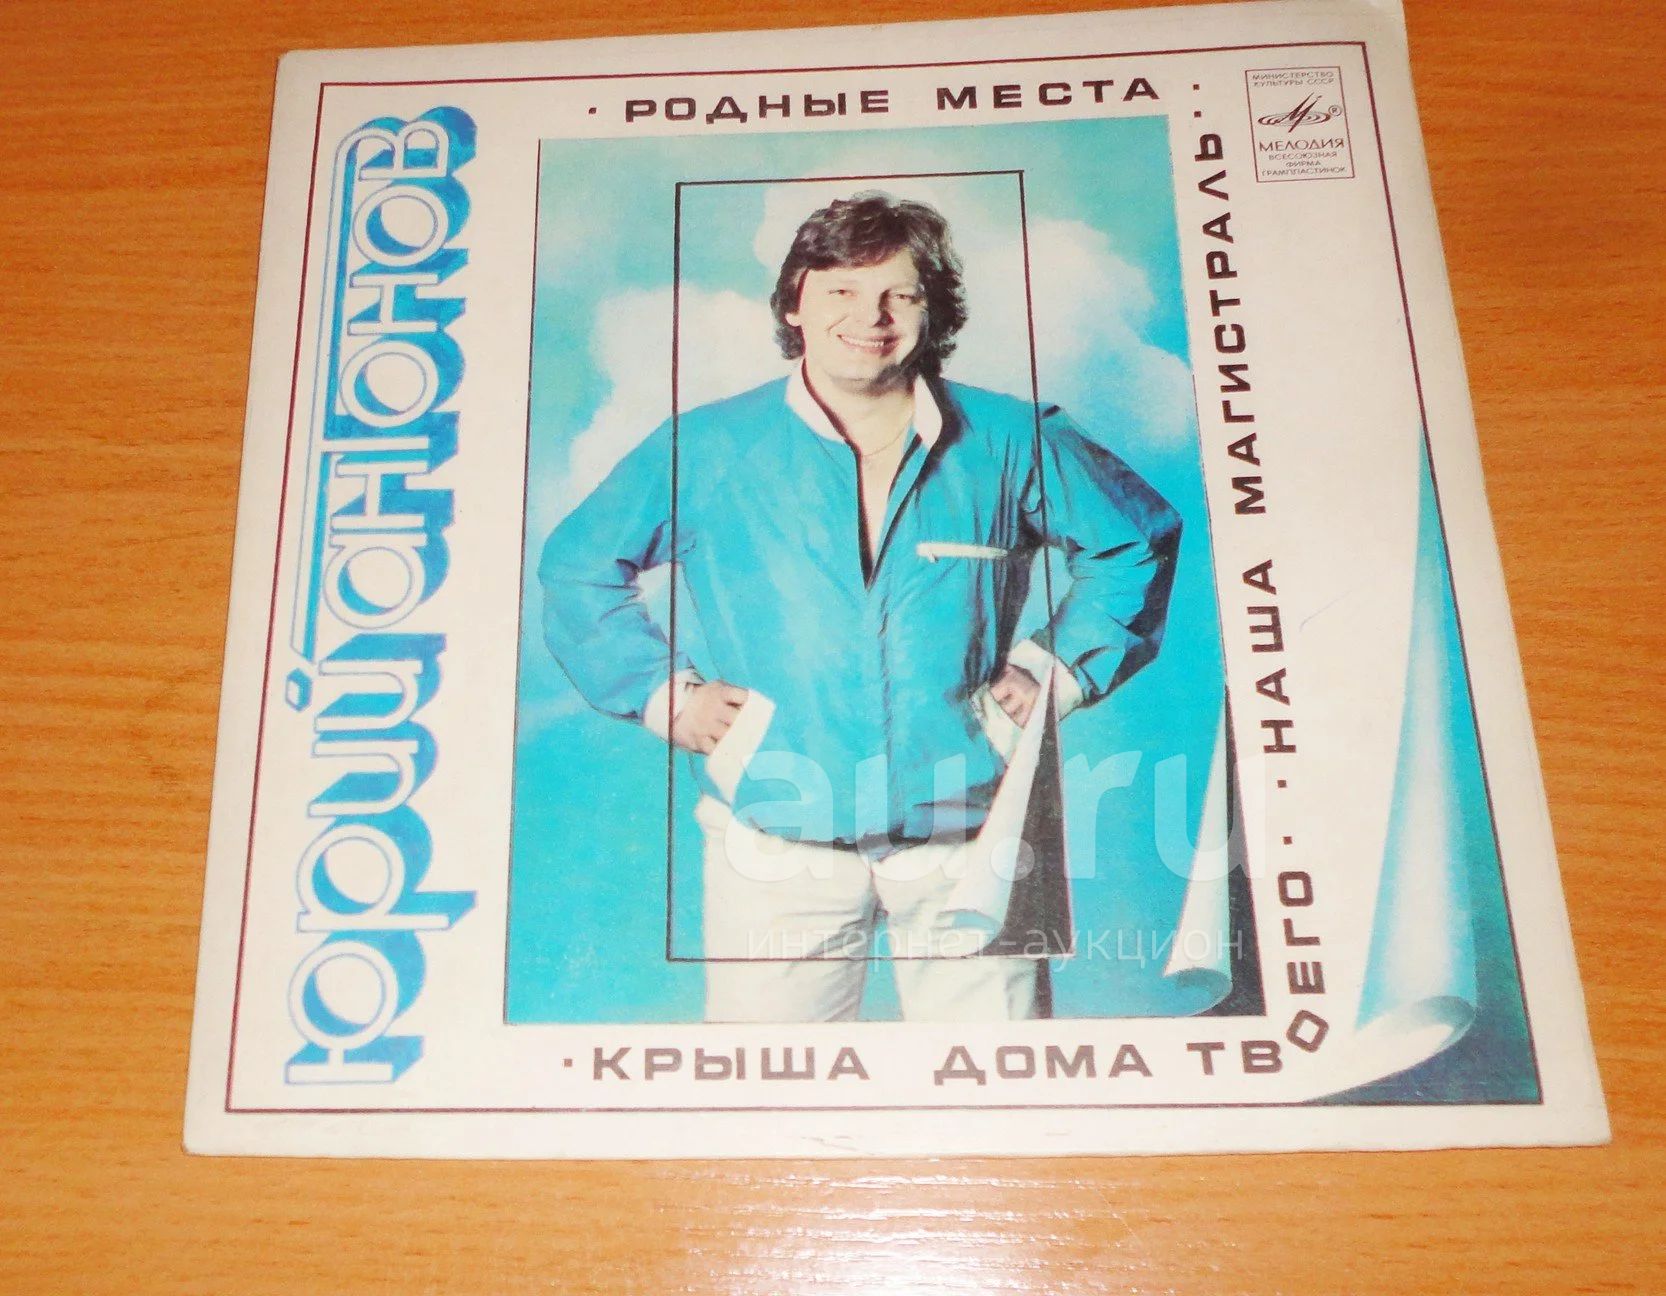 Юрий антонов
· РОДНЫЕ МЕСТА ·
· НАША МАГИСТРАЛЬ ·
· КРЫША ДОМА ТВОЕГО ·
МИНИСТЕРСТВО
КУЛЬТУРЫ СССР
МЕЛОДИЯ
ВСЕСОЮЗНАЯ
ФИРМА
ГРАМПЛАСТИНОК
au.ru
интернет-аукцион